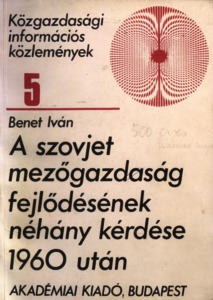 Közgazdasági
információs
közlemények
5
Benet Iván
A szovjet
mezőgazdaság
fejlődésének
néhány kérdése
1960 után
AKADÉMIAI KIADÓ, BUDAPEST